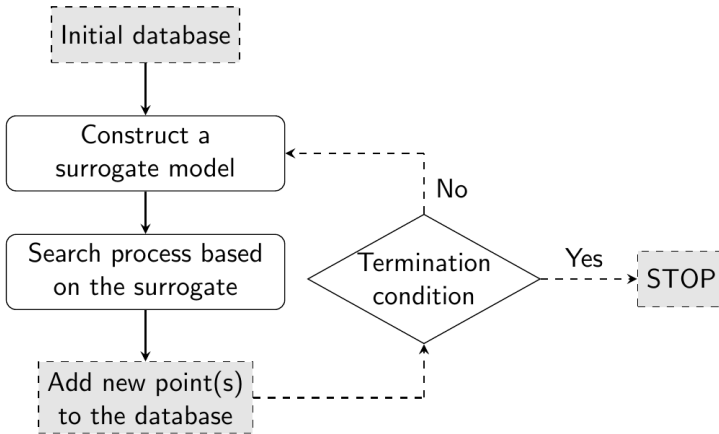 Initial database
Construct a
surrogate model
Search process based
on the surrogate
Add new point(s)
to the database
No
Termination
condition
Yes
STOP